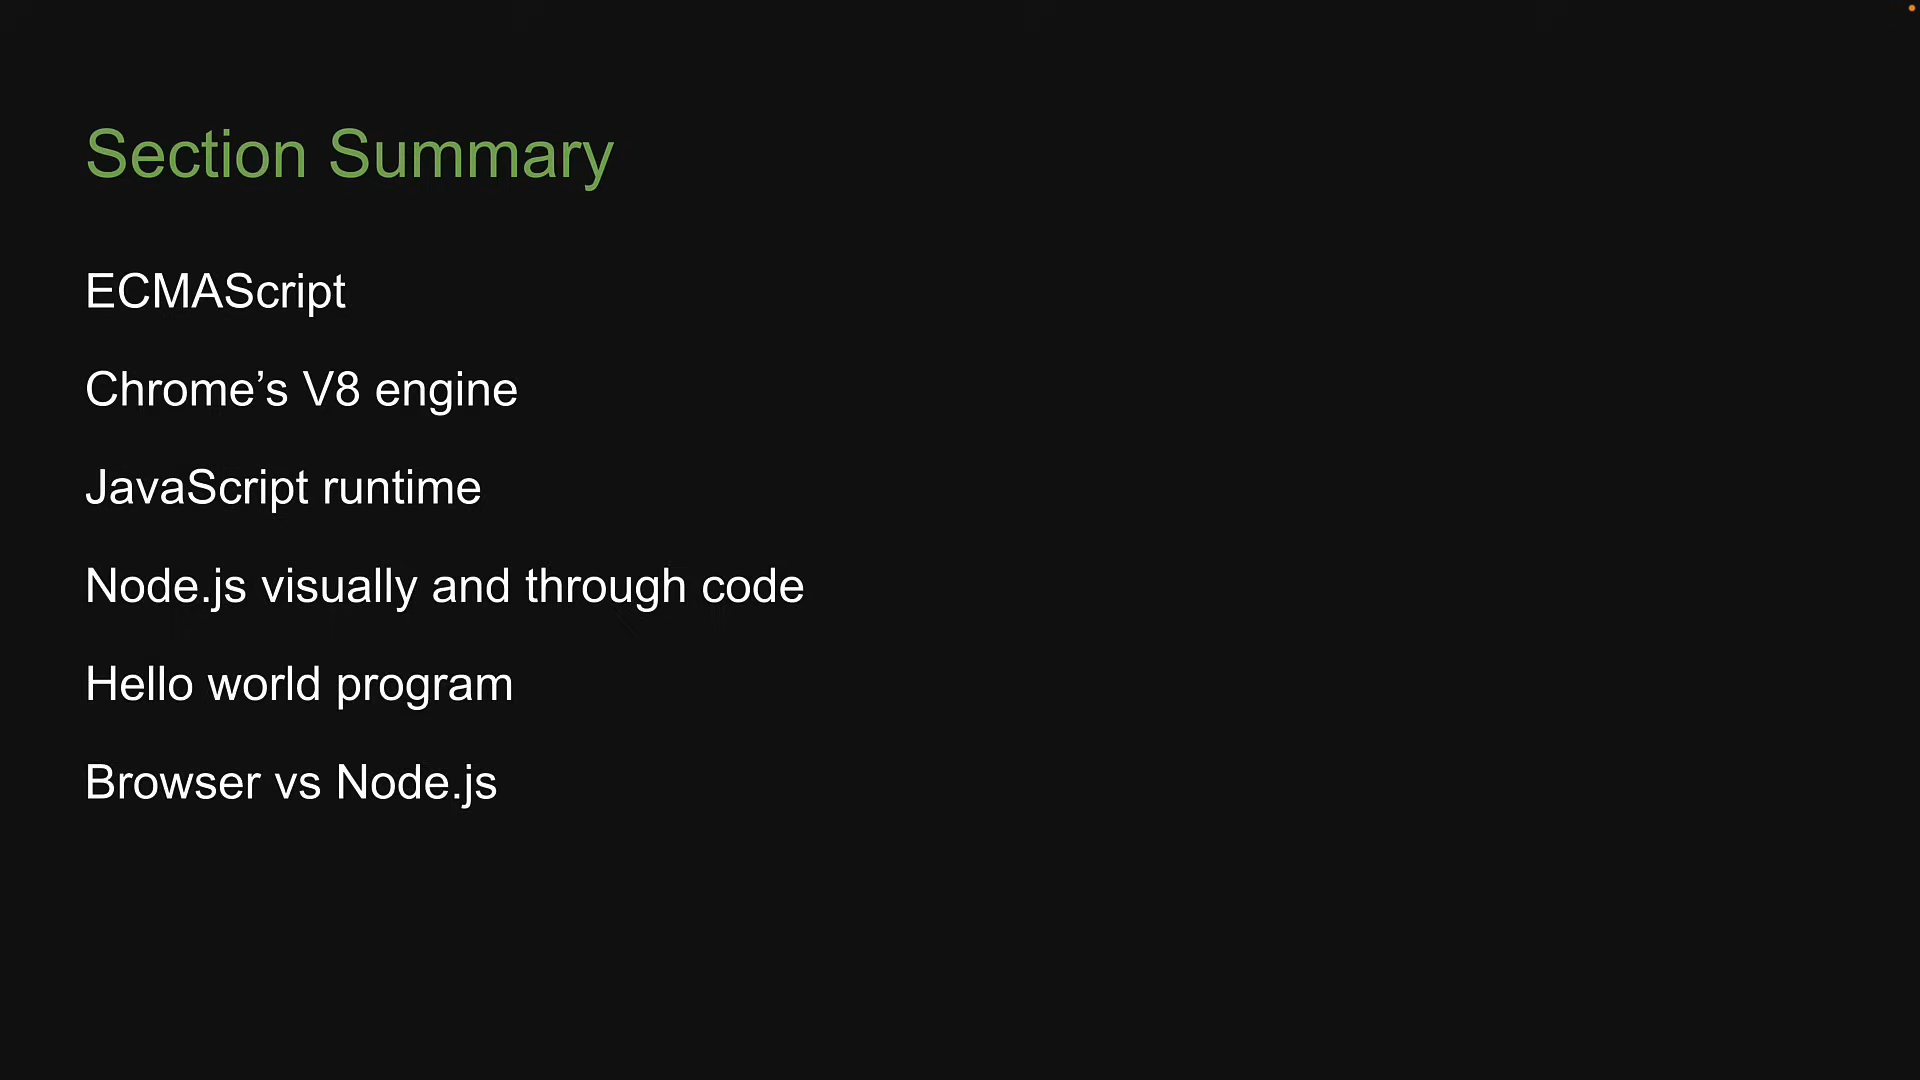 Section Summary
ECMAScript
Chrome’s V8 engine
JavaScript runtime
Node.js visually and through code
Hello world program
Browser vs Node.js